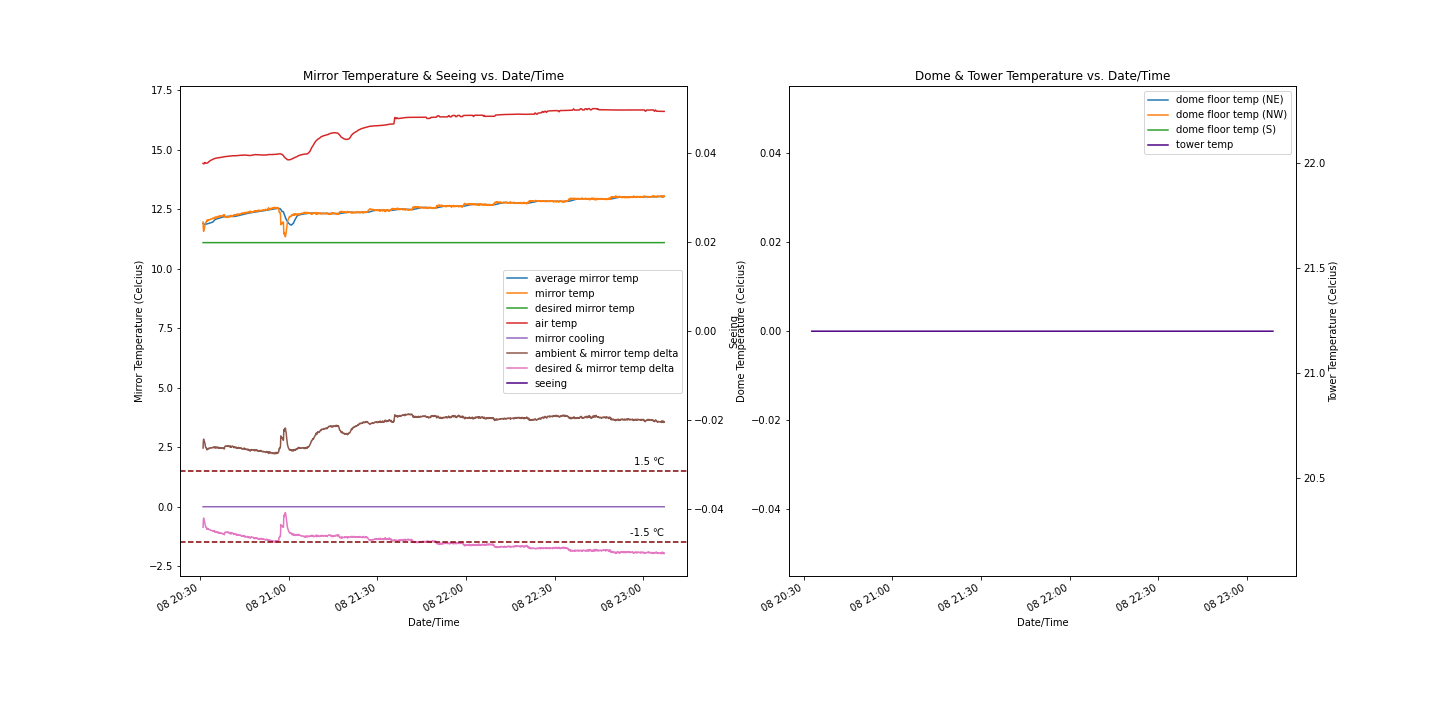 Mirror Temperature & Seeing vs. Date/Time
Mirror Temperature (Celcius)
17.5
15.0
12.5
10.0
7.5
5.0
2.5
0.0
−2.5
average mirror temp
mirror temp
desired mirror temp
air temp
mirror cooling
ambient & mirror temp delta
desired & mirror temp delta
seeing
1.5 ℃
-1.5 ℃
0.04
0.02
0.00
−0.02
−0.04
Seeing
08 20:30
08 21:00
08 21:30
08 22:00
08 22:30
08 23:00
Date/Time
Dome & Tower Temperature vs. Date/Time
Dome Temperature (Celcius)
0.04
0.02
0.00
−0.02
−0.04
dome floor temp (NE)
dome floor temp (NW)
dome floor temp (S)
tower temp
22.0
21.5
21.0
20.5
Tower Temperature (Celcius)
08 20:30
08 21:00
08 21:30
08 22:00
08 22:30
08 23:00
Date/Time